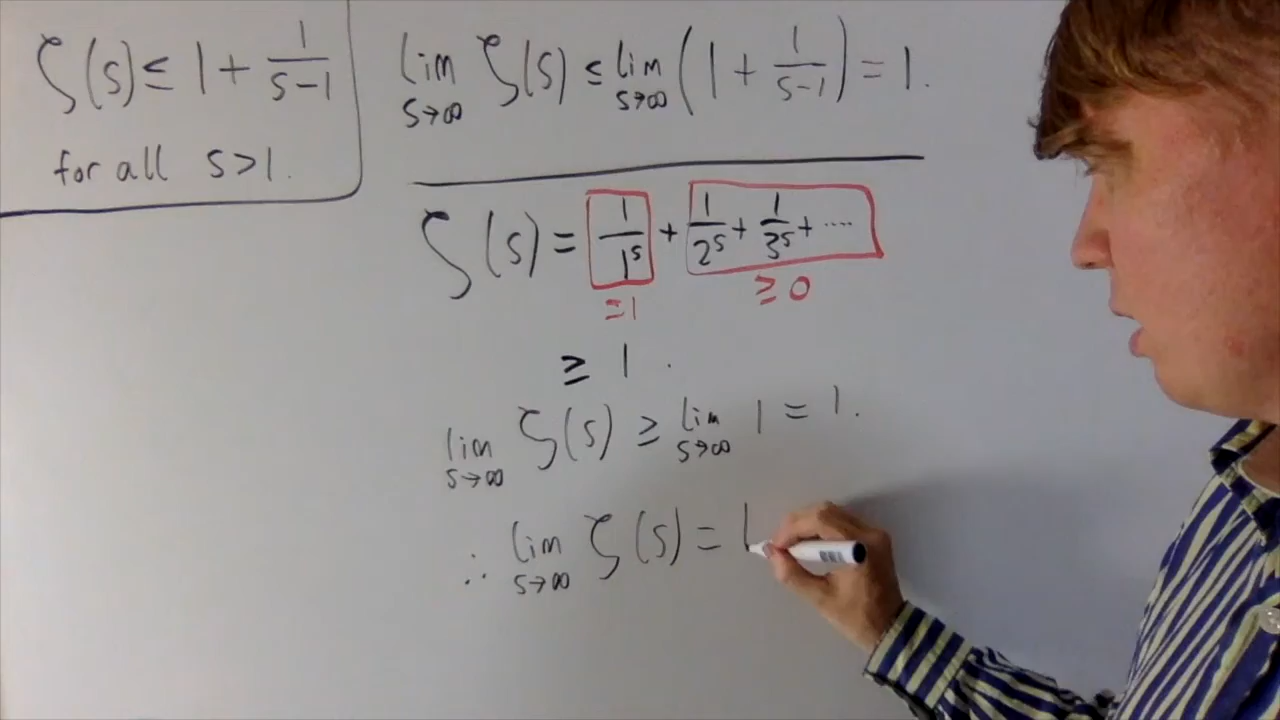 ζ(s) ≤ 1 + 1/(s-1)
for all s>1.
lim s→∞ ζ(s) ≤ lim s→∞ (1 + 1/(s-1)) = 1.
ζ(s) = 1/1^s + 1/2^s + 1/3^s + ....
=1 ≥0
≥ 1.
lim s→∞ ζ(s) ≥ lim s→∞ 1 = 1.
∴ lim s→∞ ζ(s) = 1